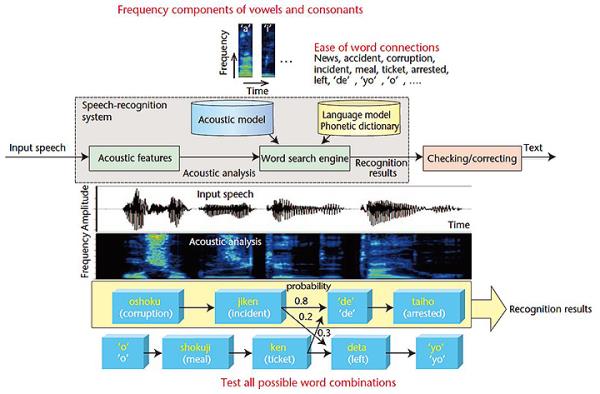 Frequency components of vowels and consonants
'a'
'i'
...
Frequency
Time
Ease of word connections
News, accident, corruption,
incident, meal, ticket, arrested,
left, 'de' , 'yo' , 'o' , ....
Speech-recognition
system
Acoustic model
Language model
Phonetic dictionary
Input speech
Acoustic features
Acoustic analysis
Word search engine
Recognition
results
Checking/correcting
Text
Input speech
Amplitude
Time
Frequency
Acoustic analysis
probability
oshoku
(corruption)
jiken
(incident)
0.8
0.2
'de'
'de'
taiho
(arrested)
Recognition results
0.3
'o'
'o'
shokuji
(meal)
ken
(ticket)
deta
(left)
'yo'
'yo'
Test all possible word combinations